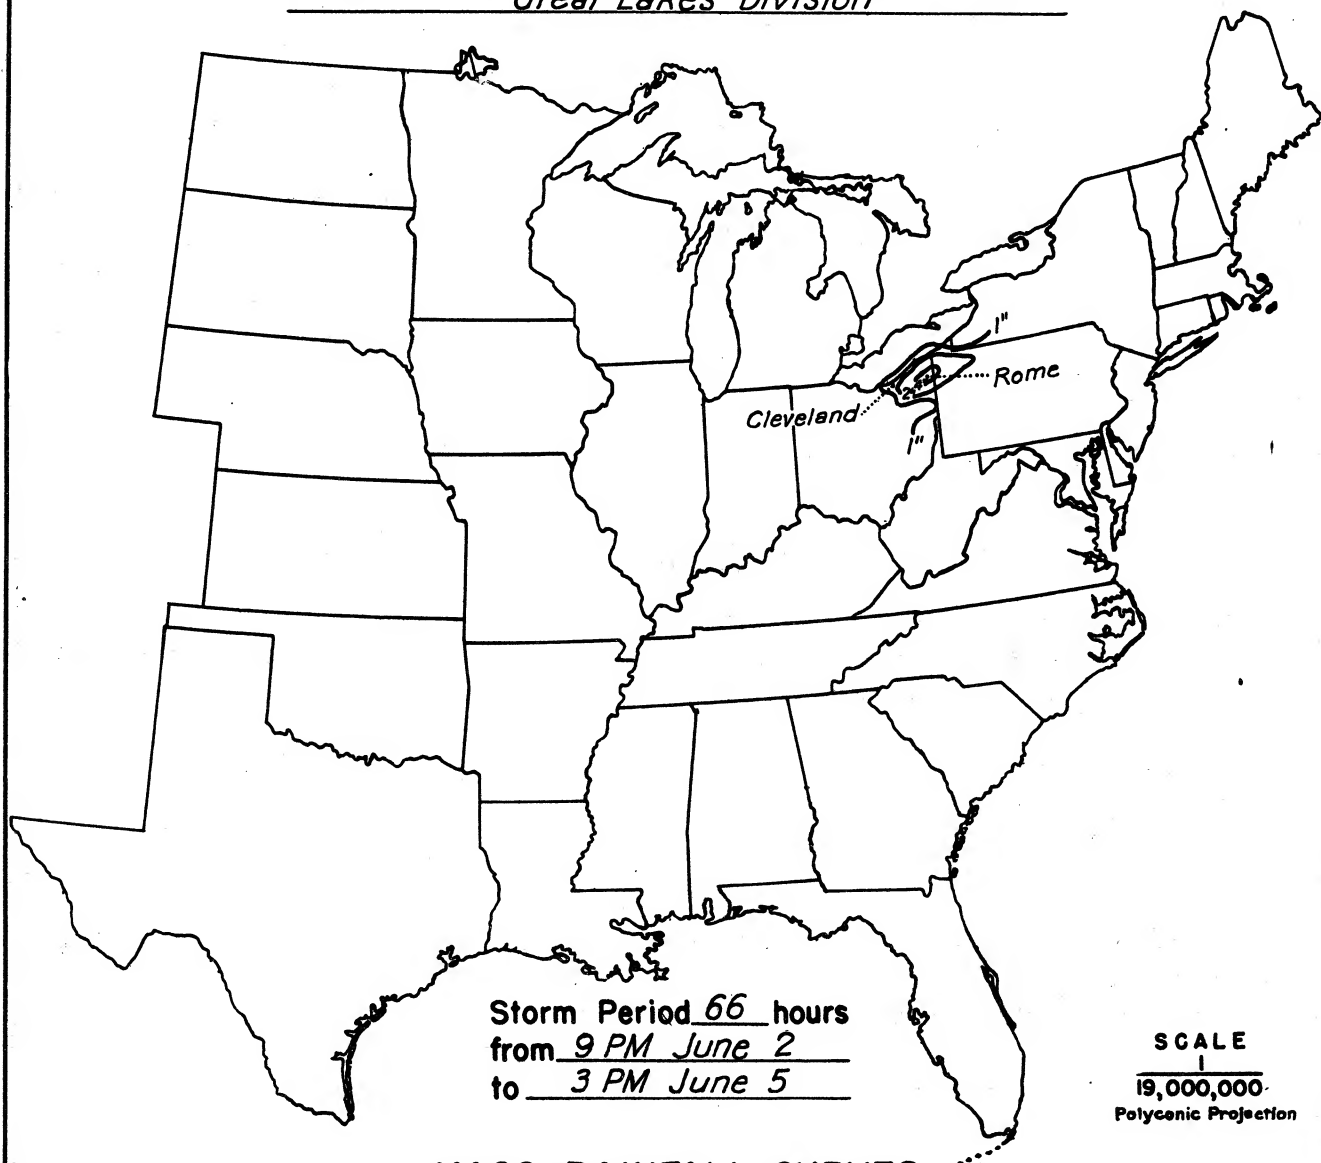 Great Lakes Division
1"
Rome
Cleveland
1"
Storm Period 66 hours
from 9 PM June 2
to 3 PM June 5
SCALE
1
19,000,000
Polyconic Projection
MASS RAINFALL CURVES